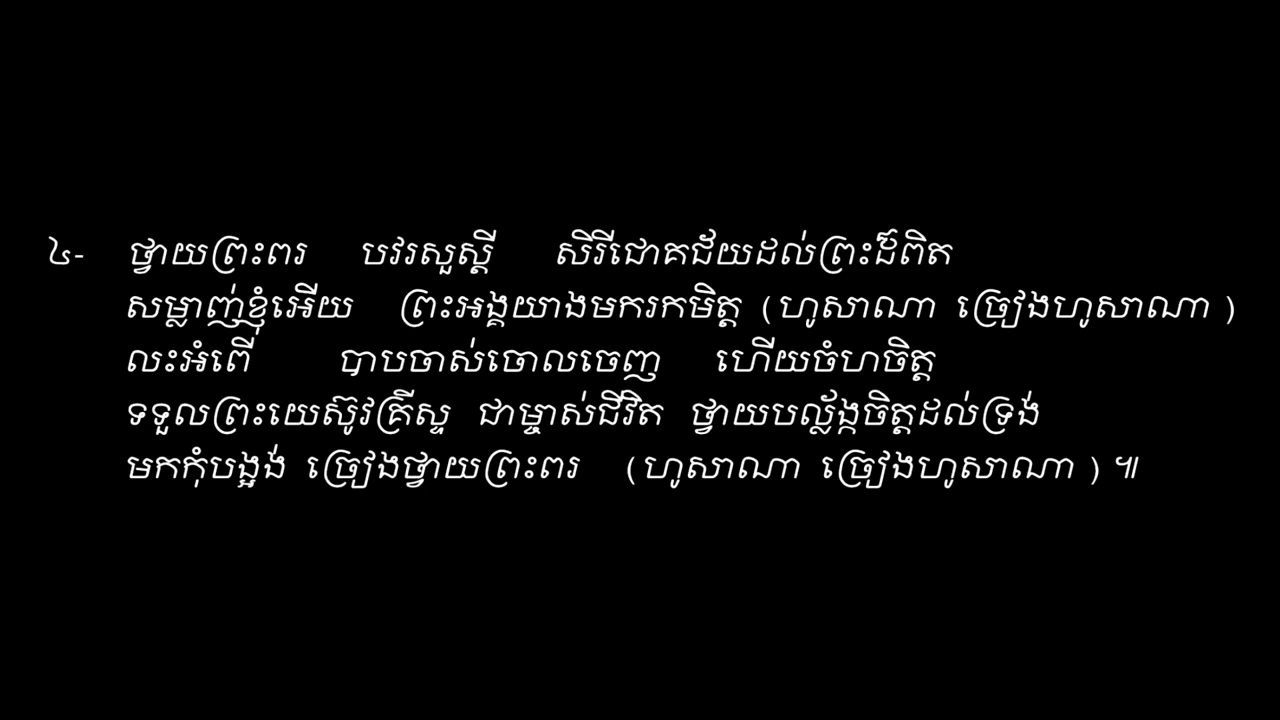 ៤- ថ្វាយព្រះពរ បវរសួស្តី សិរីជោគជ័យដល់ព្រះដ៏ពិត
សម្លាញ់ខ្ញុំអើយ ព្រះអង្គយាងមករកមិត្ត (ហូសាណា ច្រៀងហូសាណា )
លះអំពើ បាបចាស់ចោលចេញ ហើយចំហចិត្ត
ទទួលព្រះយេស៊ូវគ្រីស្ទ ជាម្ចាស់ជីវិត ថ្វាយបល្ល័ង្កចិត្តដល់ទ្រង់
មកកុំបង្អង់ ច្រៀងថ្វាយព្រះពរ (ហូសាណា ច្រៀងហូសាណា ) ៕